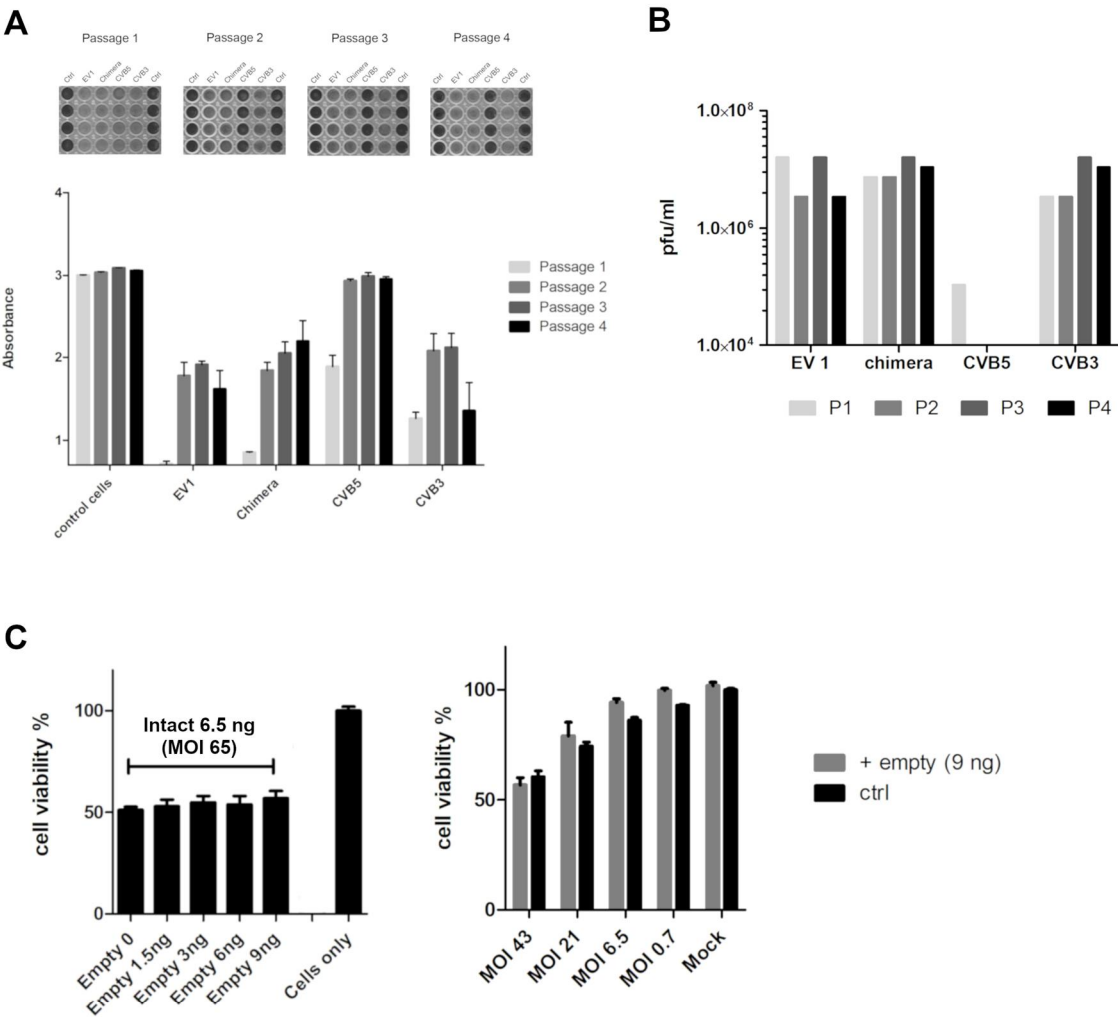 A
Passage 1 Passage 2 Passage 3 Passage 4
Ctrl EV1 Chimera CVB5 CVB3 Ctrl Ctrl EV1 Chimera CVB5 CVB3 Ctrl Ctrl EV1 Chimera CVB5 CVB3 Ctrl Ctrl EV1 Chimera CVB5 CVB3 Ctrl
4
3
2
1
Absorbance
control cells EV1 Chimera CVB5 CVB3
Passage 1
Passage 2
Passage 3
Passage 4
B
1.0×10⁸
1.0×10⁶
1.0×10⁴
pfu/ml
EV 1 chimera CVB5 CVB3
P1 P2 P3 P4
C
100
50
0
cell viability %
Intact 6.5 ng
(MOI 65)
Empty 0 Empty 1.5ng Empty 3ng Empty 6ng Empty 9ng Cells only
100
50
0
cell viability %
MOI 43 MOI 21 MOI 6.5 MOI 0.7 Mock
+ empty (9 ng)
ctrl